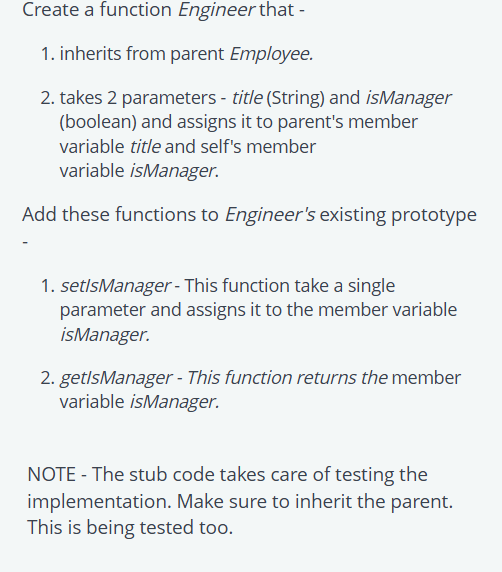 Create a function Engineer that -
1. inherits from parent Employee.
2. takes 2 parameters - title (String) and isManager
(boolean) and assigns it to parent's member
variable title and self's member
variable isManager.
Add these functions to Engineer's existing prototype
-
1. setIsManager - This function take a single
parameter and assigns it to the member variable
isManager.
2. getIsManager - This function returns the member
variable isManager.
NOTE - The stub code takes care of testing the
implementation. Make sure to inherit the parent.
This is being tested too.